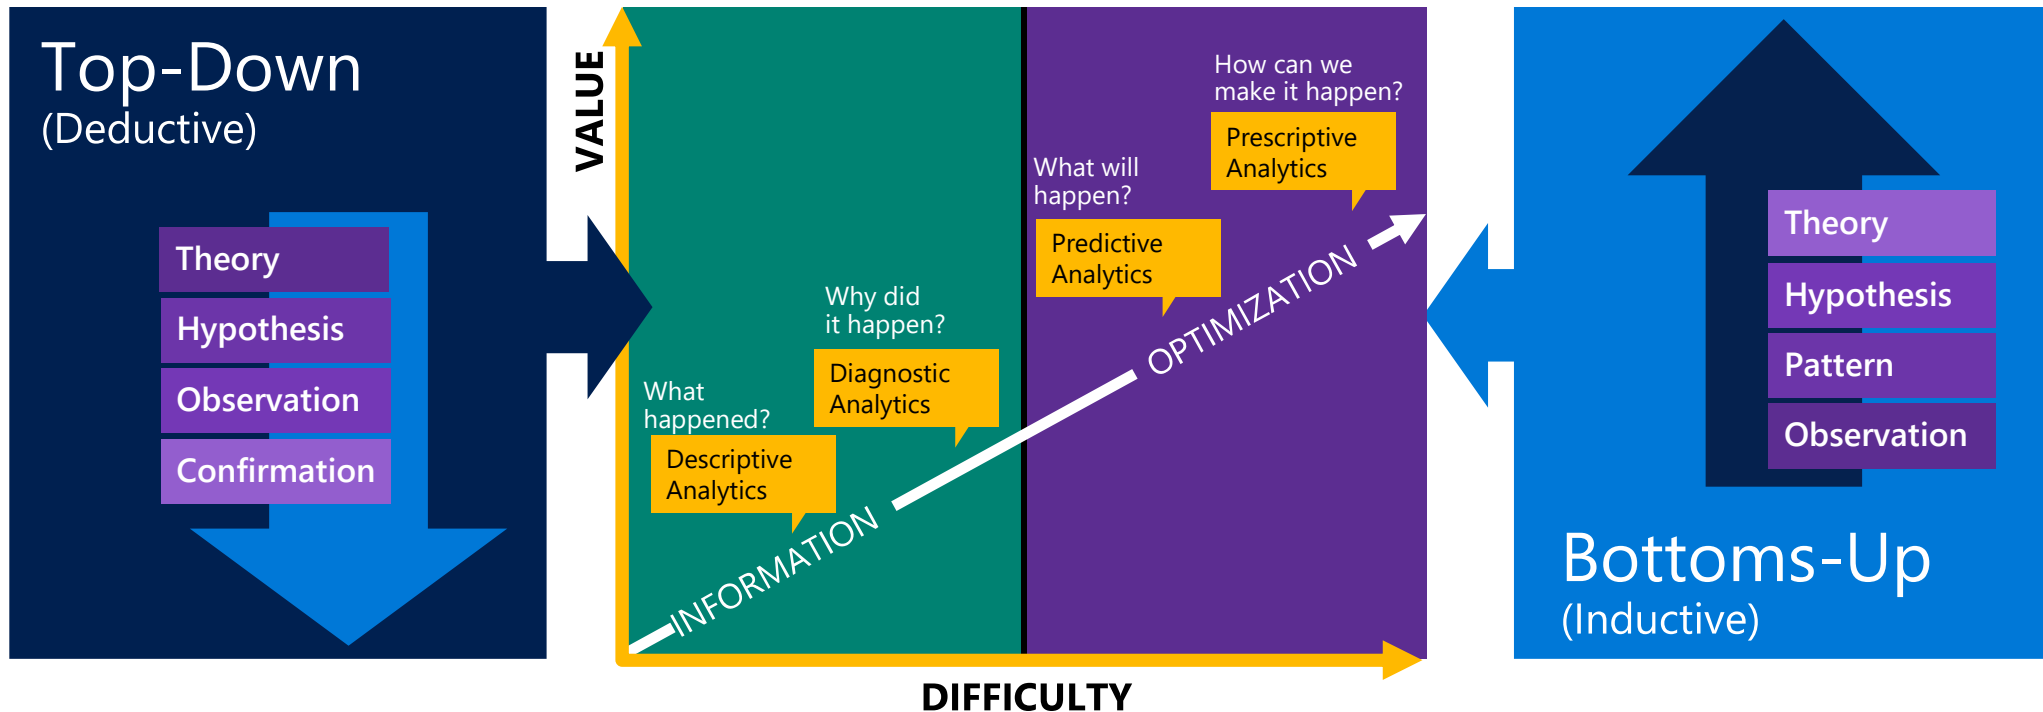 Top-Down
(Deductive)
Theory
Hypothesis
Observation
Confirmation
VALUE
What
happened?
Descriptive
Analytics
Why did
it happen?
Diagnostic
Analytics
What will
happen?
Predictive
Analytics
How can we
make it happen?
Prescriptive
Analytics
INFORMATION
OPTIMIZATION
DIFFICULTY
Theory
Hypothesis
Pattern
Observation
Bottoms-Up
(Inductive)